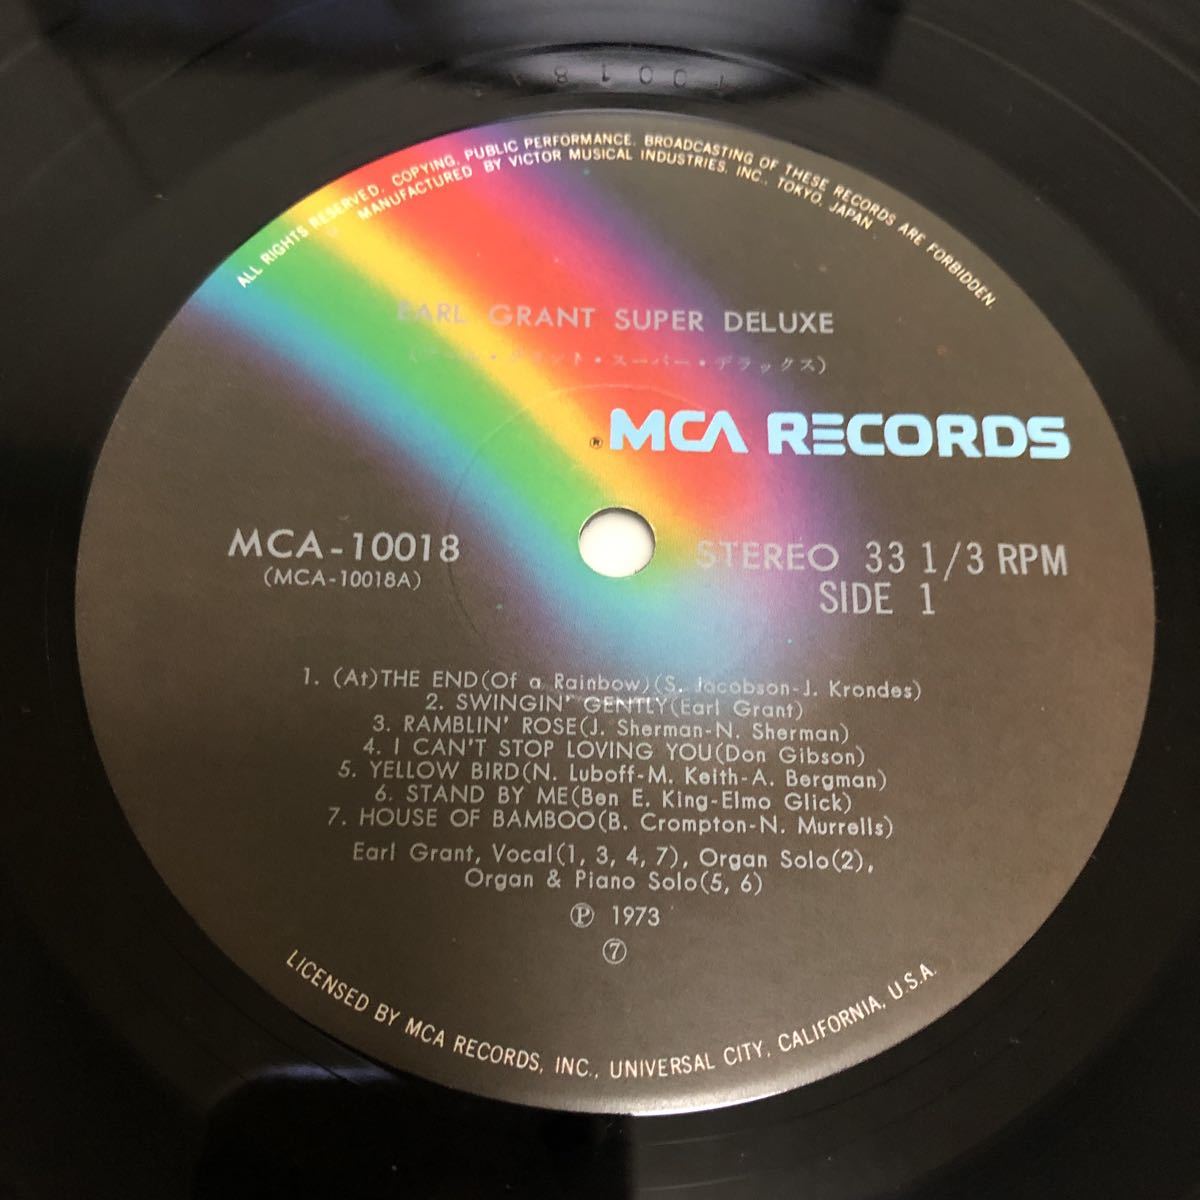 ALL RIGHTS RESERVED. COPYING, PUBLIC PERFORMANCE, BROADCASTING OF THESE RECORDS ARE FORBIDDEN.
MANUFACTURED BY VICTOR MUSICAL INDUSTRIES, INC., TOKYO, JAPAN
EARL GRANT SUPER DELUXE
(アール・グラント・スーパー・デラックス)
® MCA RECORDS
MCA-10018
(MCA-10018A)
STEREO 33 1/3 RPM
SIDE 1
1. (At)THE END(Of a Rainbow)(S. Jacobson-J. Krondes)
2. SWINGIN' GENTLY(Earl Grant)
3. RAMBLIN' ROSE(J. Sherman-N. Sherman)
4. I CAN'T STOP LOVING YOU(Don Gibson)
5. YELLOW BIRD(N. Luboff-M. Keith-A. Bergman)
6. STAND BY ME(Ben E. King-Elmo Glick)
7. HOUSE OF BAMBOO(B. Crompton-N. Murrells)
Earl Grant, Vocal(1, 3, 4, 7), Organ Solo(2),
Organ & Piano Solo(5, 6)
Ⓟ 1973
⑦
LICENSED BY MCA RECORDS, INC., UNIVERSAL CITY, CALIFORNIA, U.S.A.